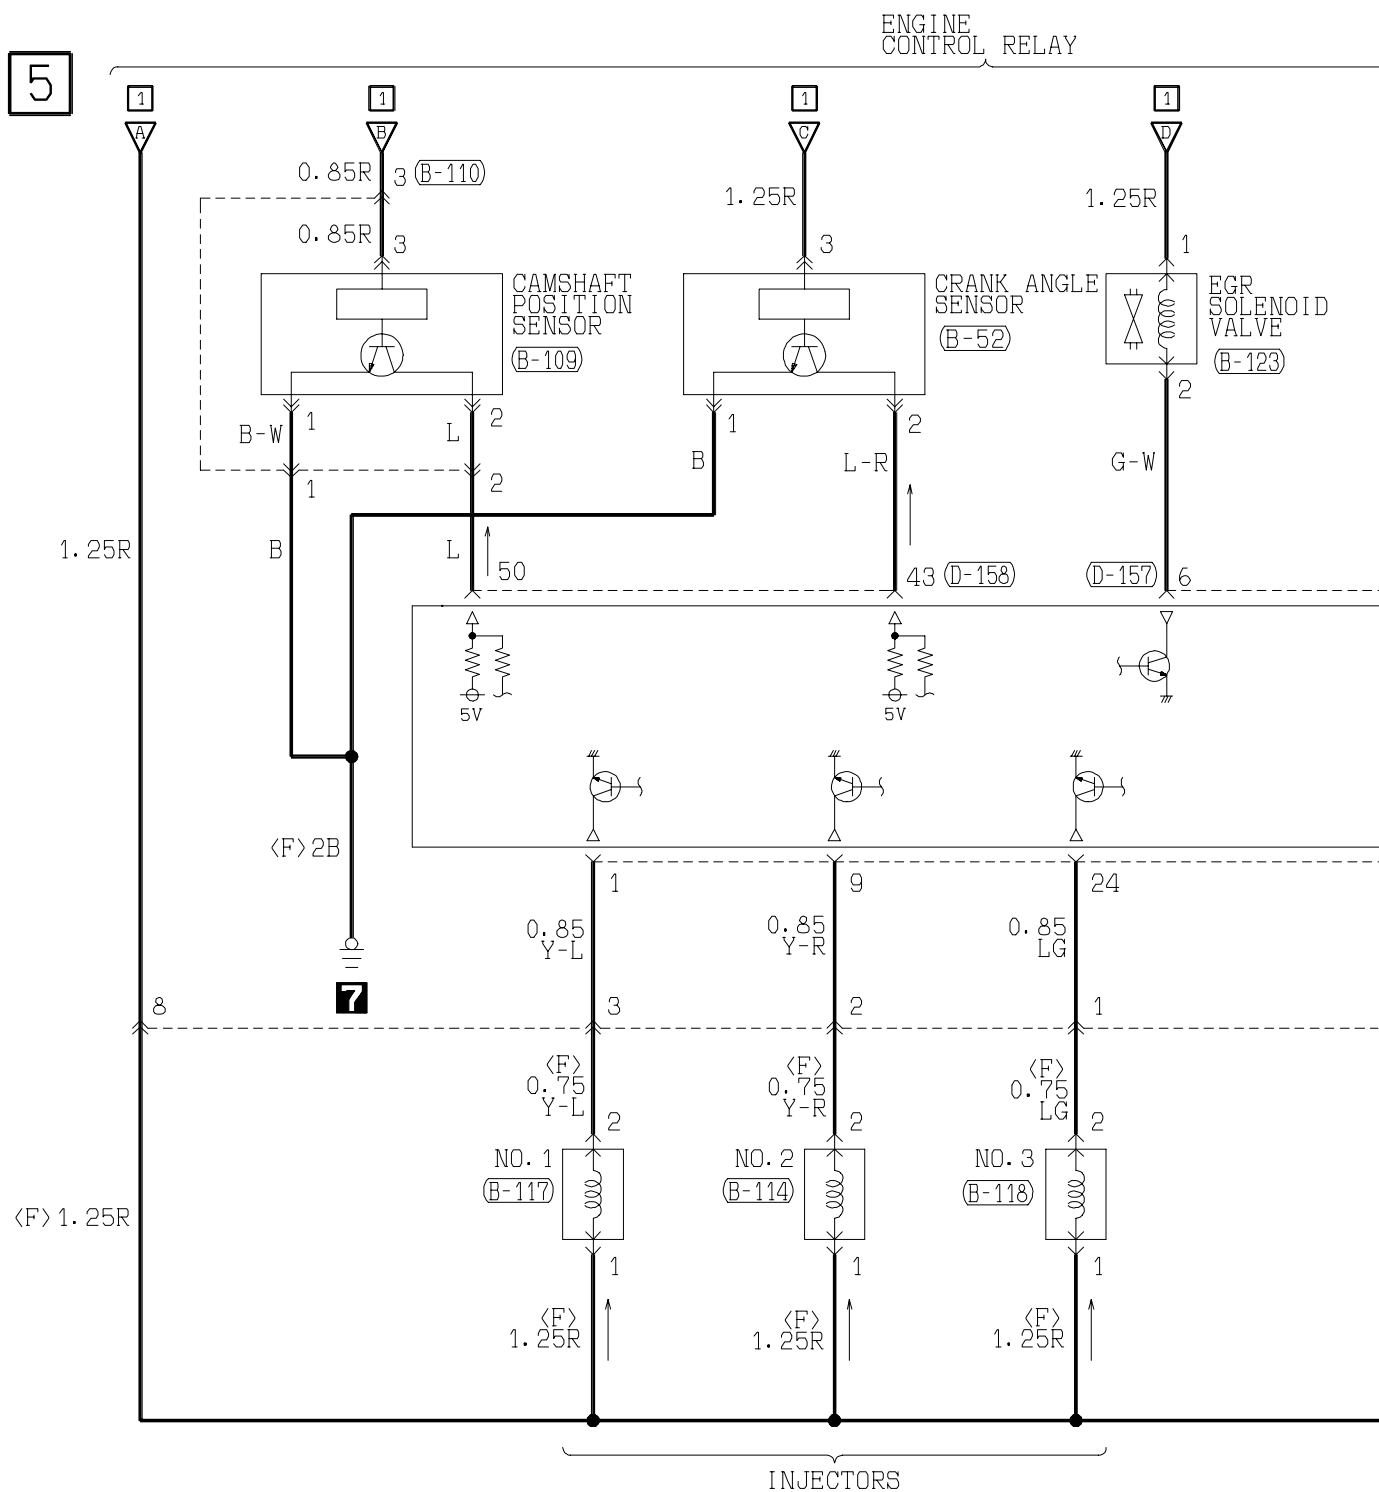 ENGINE
CONTROL RELAY
5
1
1
1
1
A
B
C
D
0.85R
3
(B-110)
1.25R
1.25R
0.85R
3
3
1
CAMSHAFT
POSITION
SENSOR
(B-109)
CRANK ANGLE
SENSOR
(B-52)
EGR
SOLENOID
VALVE
(B-123)
1
2
1
2
2
B-W
L
B
L-R
G-W
1
2
1.25R
B
L
50
43
(D-158)
(D-157)
6
5V
5V
<F>2B
1
9
24
0.85
Y-L
0.85
Y-R
0.85
LG
7
8
3
2
1
<F>
0.75
Y-L
<F>
0.75
Y-R
<F>
0.75
LG
2
2
2
NO.1
(B-117)
NO.2
(B-114)
NO.3
(B-118)
<F>1.25R
1
1
1
<F>
1.25R
<F>
1.25R
<F>
1.25R
INJECTORS